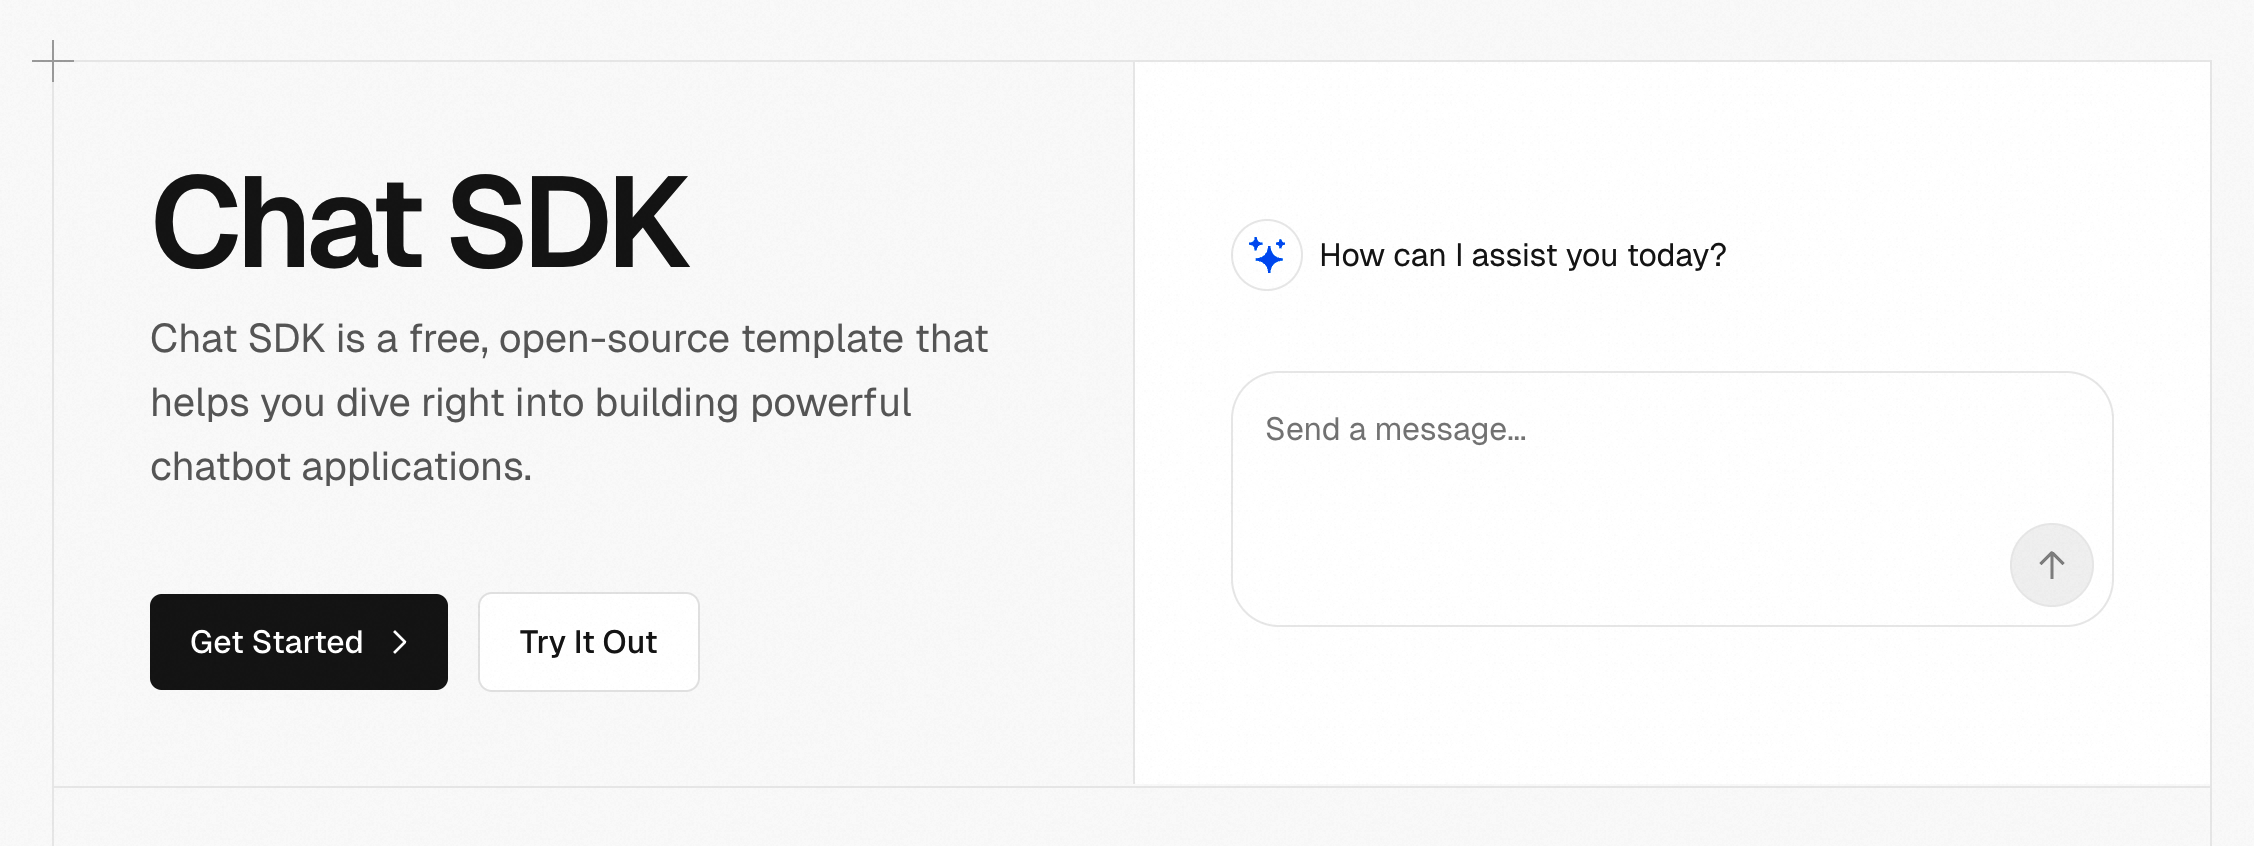 Chat SDK
Chat SDK is a free, open-source template that
helps you dive right into building powerful
chatbot applications.
Get Started
Try It Out
How can I assist you today?
Send a message...